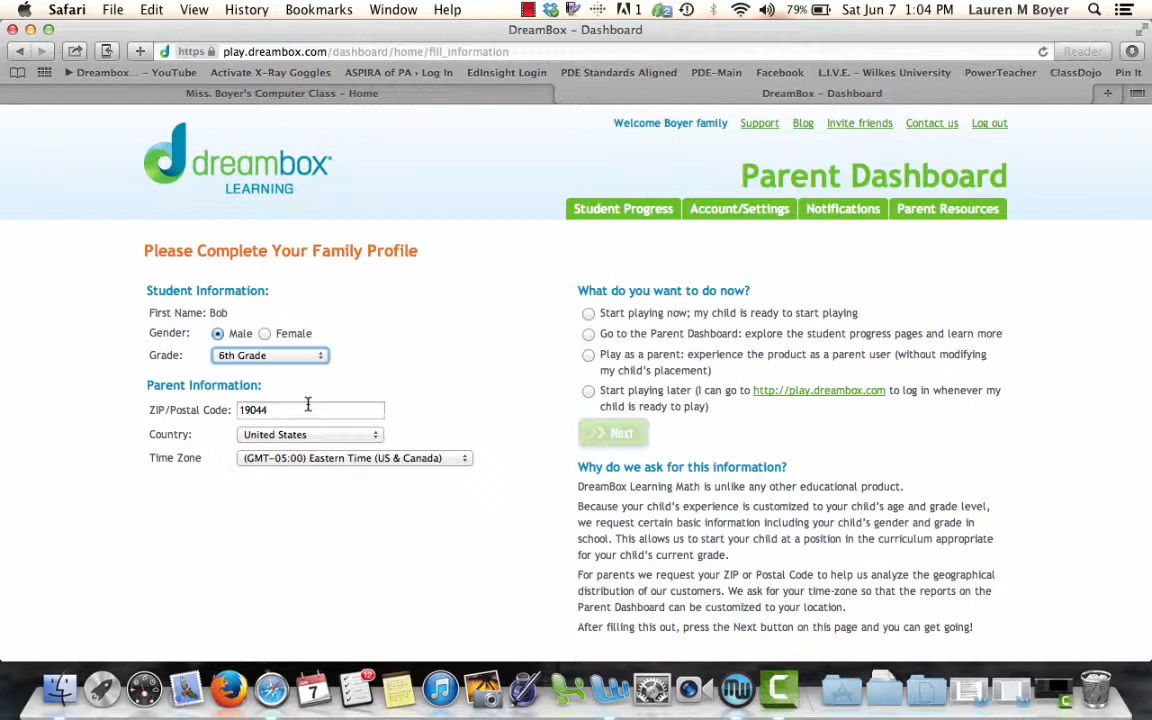 Safari File Edit View History Bookmarks Window Help 1 2 79% Sat Jun 7 1:04 PM Lauren M Boyer
DreamBox – Dashboard
https play.dreambox.com/dashboard/home/fill_information Reader
Dreambox... – YouTube Activate X-Ray Goggles ASPIRA of PA › Log In EdInsight Login PDE Standards Aligned PDE-Main Facebook L.I.V.E. – Wilkes University PowerTeacher ClassDojo Pin It
Miss. Boyer's Computer Class – Home DreamBox – Dashboard
Welcome Boyer family Support Blog Invite friends Contact us Log out
dreambox
LEARNING
Parent Dashboard
Student Progress Account/Settings Notifications Parent Resources
Please Complete Your Family Profile
Student Information:
First Name: Bob
Gender: Male Female
Grade: 6th Grade
Parent Information:
ZIP/Postal Code: 19044
Country: United States
Time Zone (GMT-05:00) Eastern Time (US & Canada)
What do you want to do now?
Start playing now; my child is ready to start playing
Go to the Parent Dashboard: explore the student progress pages and learn more
Play as a parent: experience the product as a parent user (without modifying
my child's placement)
Start playing later (I can go to http://play.dreambox.com to log in whenever my
child is ready to play)
>> Next
Why do we ask for this information?
DreamBox Learning Math is unlike any other educational product.
Because your child's experience is customized to your child's age and grade level,
we request certain basic information including your child's gender and grade in
school. This allows us to start your child at a position in the curriculum appropriate
for your child's current grade.
For parents we request your ZIP or Postal Code to help us analyze the geographical
distribution of our customers. We ask for your time-zone so that the reports on the
Parent Dashboard can be customized to your location.
After filling this out, press the Next button on this page and you can get going!
JUN
7
12